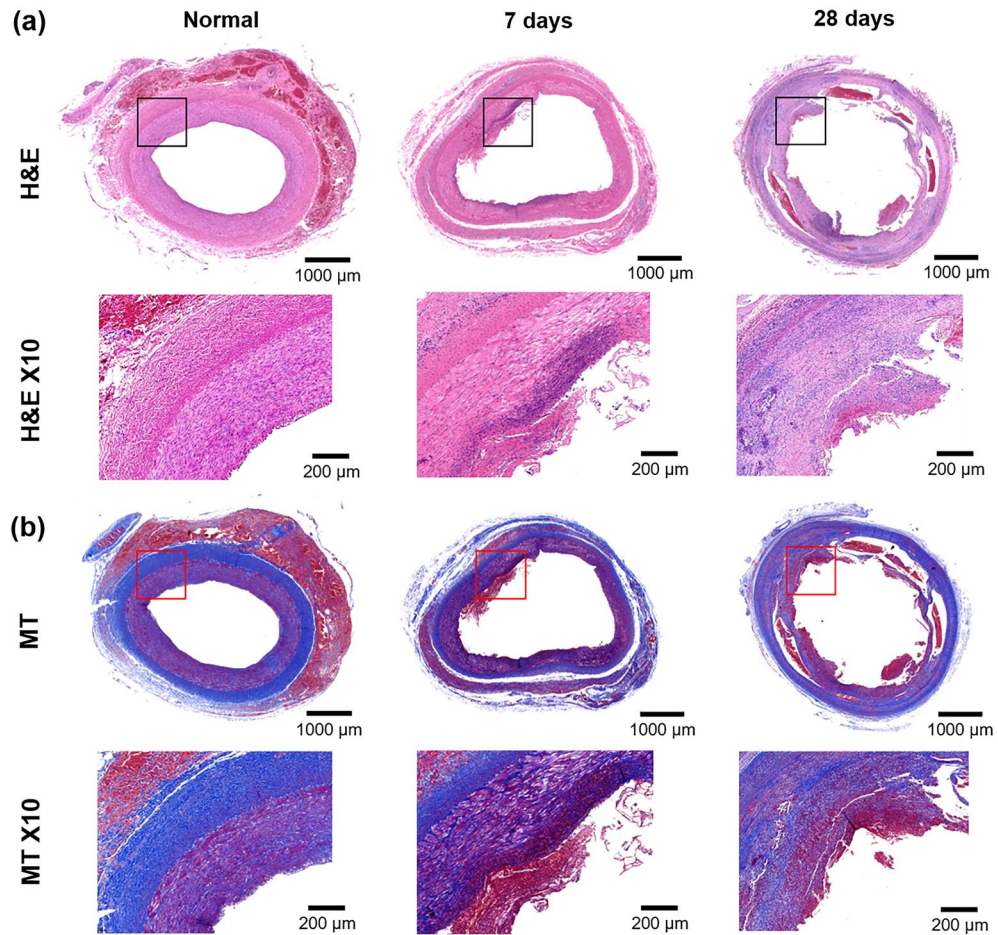 (a) Normal 7 days 28 days
H&E
1000 µm 1000 µm 1000 µm
H&E X10
200 µm 200 µm 200 µm
(b)
MT
1000 µm 1000 µm 1000 µm
MT X10
200 µm 200 µm 200 µm